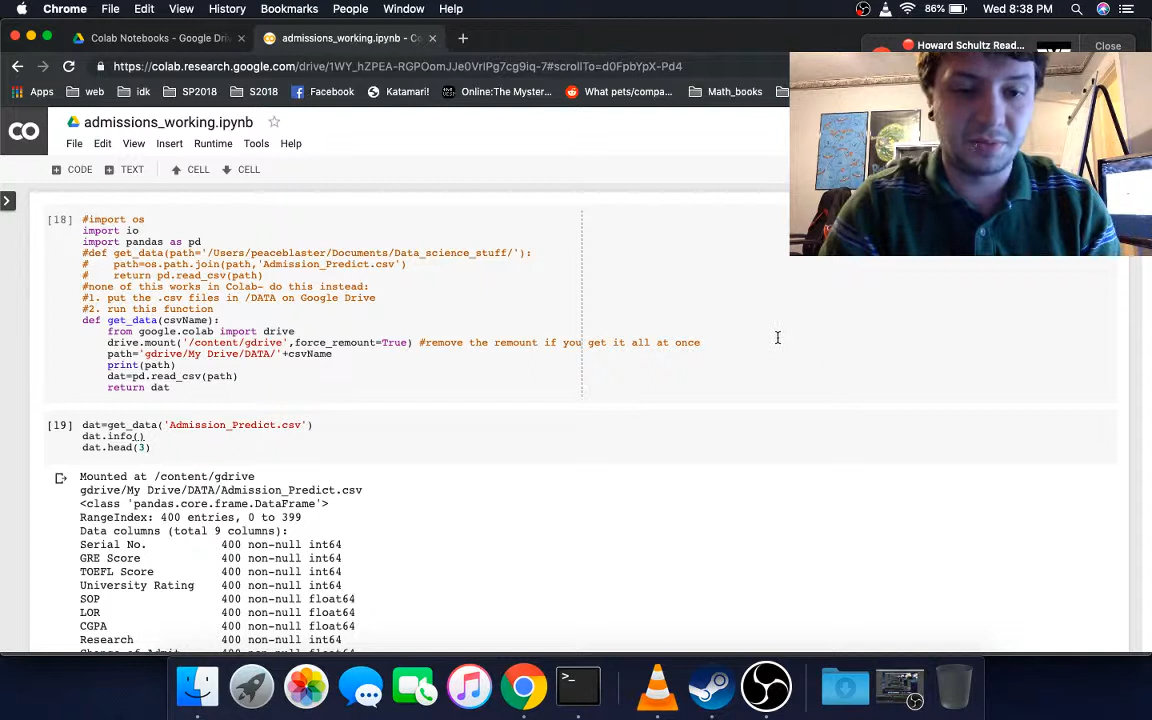 Chrome File Edit View History Bookmarks People Window Help 86% Wed 8:38 PM
Colab Notebooks - Google Dri × admissions_working.ipynb - Co × +
Howard Schultz Read... Close
https://colab.research.google.com/drive/1WY_hZPEA-RGPOomJJe0VrlPg7cg9iq-7#scrollTo=d0FpbYpX-Pd4
Apps web idk SP2018 S2018 Facebook Katamari! Online:The Myster... What pets/compa... Math_books
CO admissions_working.ipynb
File Edit View Insert Runtime Tools Help
CODE TEXT CELL CELL
[18] #import os
import io
import pandas as pd
#def get_data(path='/Users/peaceblaster/Documents/Data_science_stuff/'):
# path=os.path.join(path,'Admission_Predict.csv')
# return pd.read_csv(path)
#none of this works in Colab- do this instead:
#1. put the .csv files in /DATA on Google Drive
#2. run this function
def get_data(csvName):
from google.colab import drive
drive.mount('/content/gdrive',force_remount=True) #remove the remount if you get it all at once
path='gdrive/My Drive/DATA/'+csvName
print(path)
dat=pd.read_csv(path)
return dat
[19] dat=get_data('Admission_Predict.csv')
dat.info()
dat.head(3)
Mounted at /content/gdrive
gdrive/My Drive/DATA/Admission_Predict.csv
<class 'pandas.core.frame.DataFrame'>
RangeIndex: 400 entries, 0 to 399
Data columns (total 9 columns):
Serial No. 400 non-null int64
GRE Score 400 non-null int64
TOEFL Score 400 non-null int64
University Rating 400 non-null int64
SOP 400 non-null float64
LOR 400 non-null float64
CGPA 400 non-null float64
Research 400 non-null int64
Chance of Admit 400 non-null float64